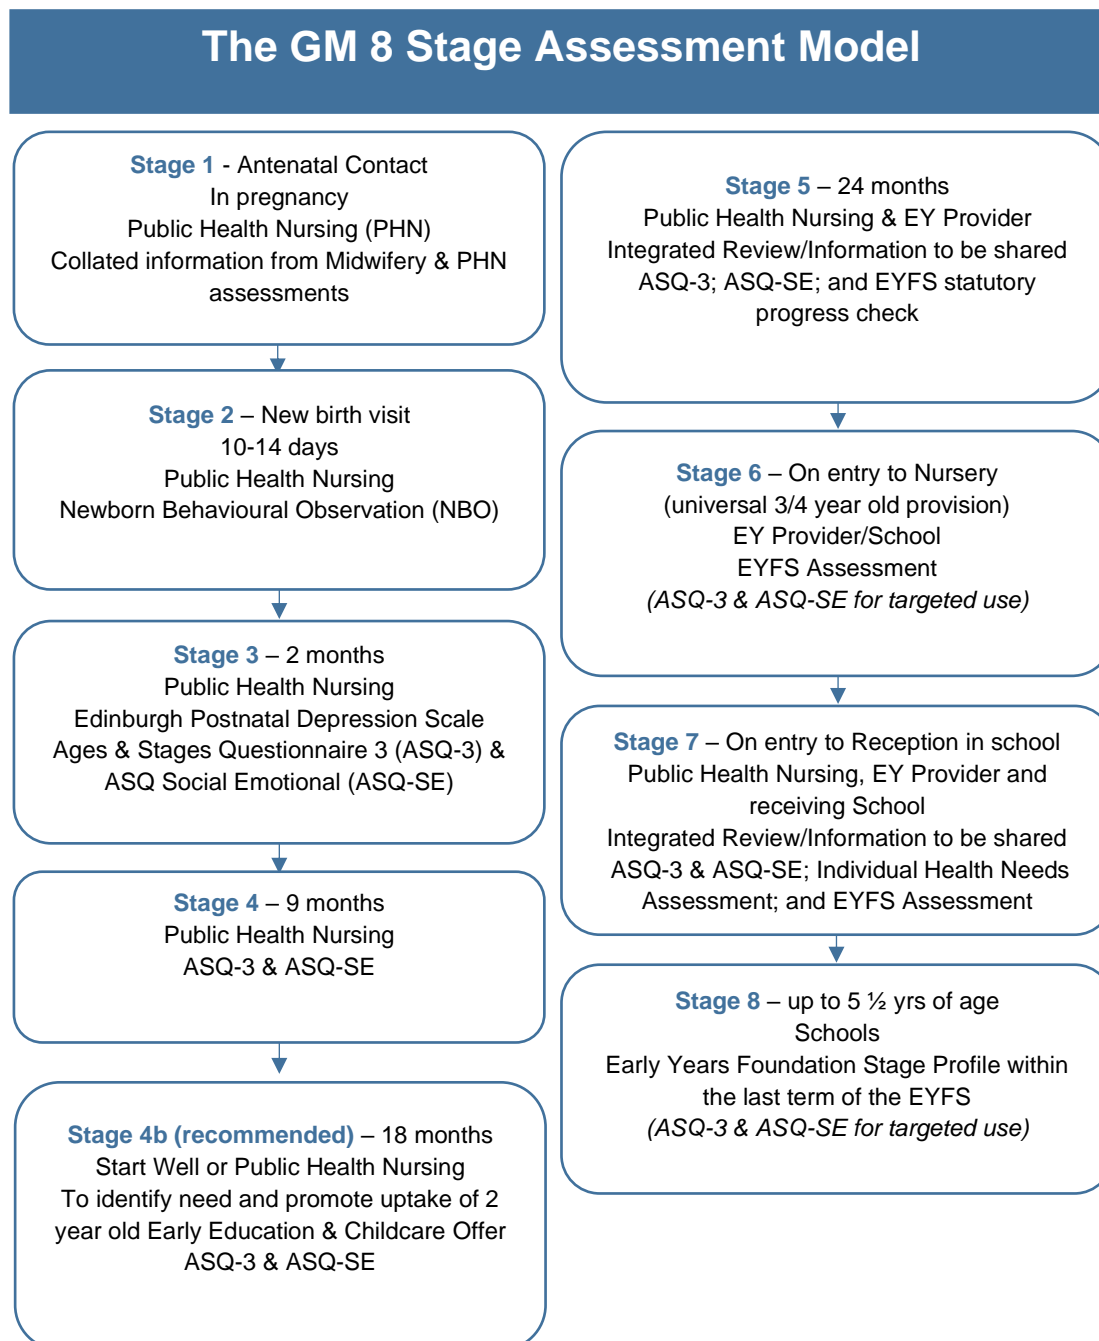 The GM 8 Stage Assessment Model
Stage 1 - Antenatal Contact
In pregnancy
Public Health Nursing (PHN)
Collated information from Midwifery & PHN
assessments
Stage 2 – New birth visit
10-14 days
Public Health Nursing
Newborn Behavioural Observation (NBO)
Stage 3 – 2 months
Public Health Nursing
Edinburgh Postnatal Depression Scale
Ages & Stages Questionnaire 3 (ASQ-3) &
ASQ Social Emotional (ASQ-SE)
Stage 4 – 9 months
Public Health Nursing
ASQ-3 & ASQ-SE
Stage 4b (recommended) – 18 months
Start Well or Public Health Nursing
To identify need and promote uptake of 2
year old Early Education & Childcare Offer
ASQ-3 & ASQ-SE
Stage 5 – 24 months
Public Health Nursing & EY Provider
Integrated Review/Information to be shared
ASQ-3; ASQ-SE; and EYFS statutory
progress check
Stage 6 – On entry to Nursery
(universal 3/4 year old provision)
EY Provider/School
EYFS Assessment
(ASQ-3 & ASQ-SE for targeted use)
Stage 7 – On entry to Reception in school
Public Health Nursing, EY Provider and
receiving School
Integrated Review/Information to be shared
ASQ-3 & ASQ-SE; Individual Health Needs
Assessment; and EYFS Assessment
Stage 8 – up to 5 ½ yrs of age
Schools
Early Years Foundation Stage Profile within
the last term of the EYFS
(ASQ-3 & ASQ-SE for targeted use)